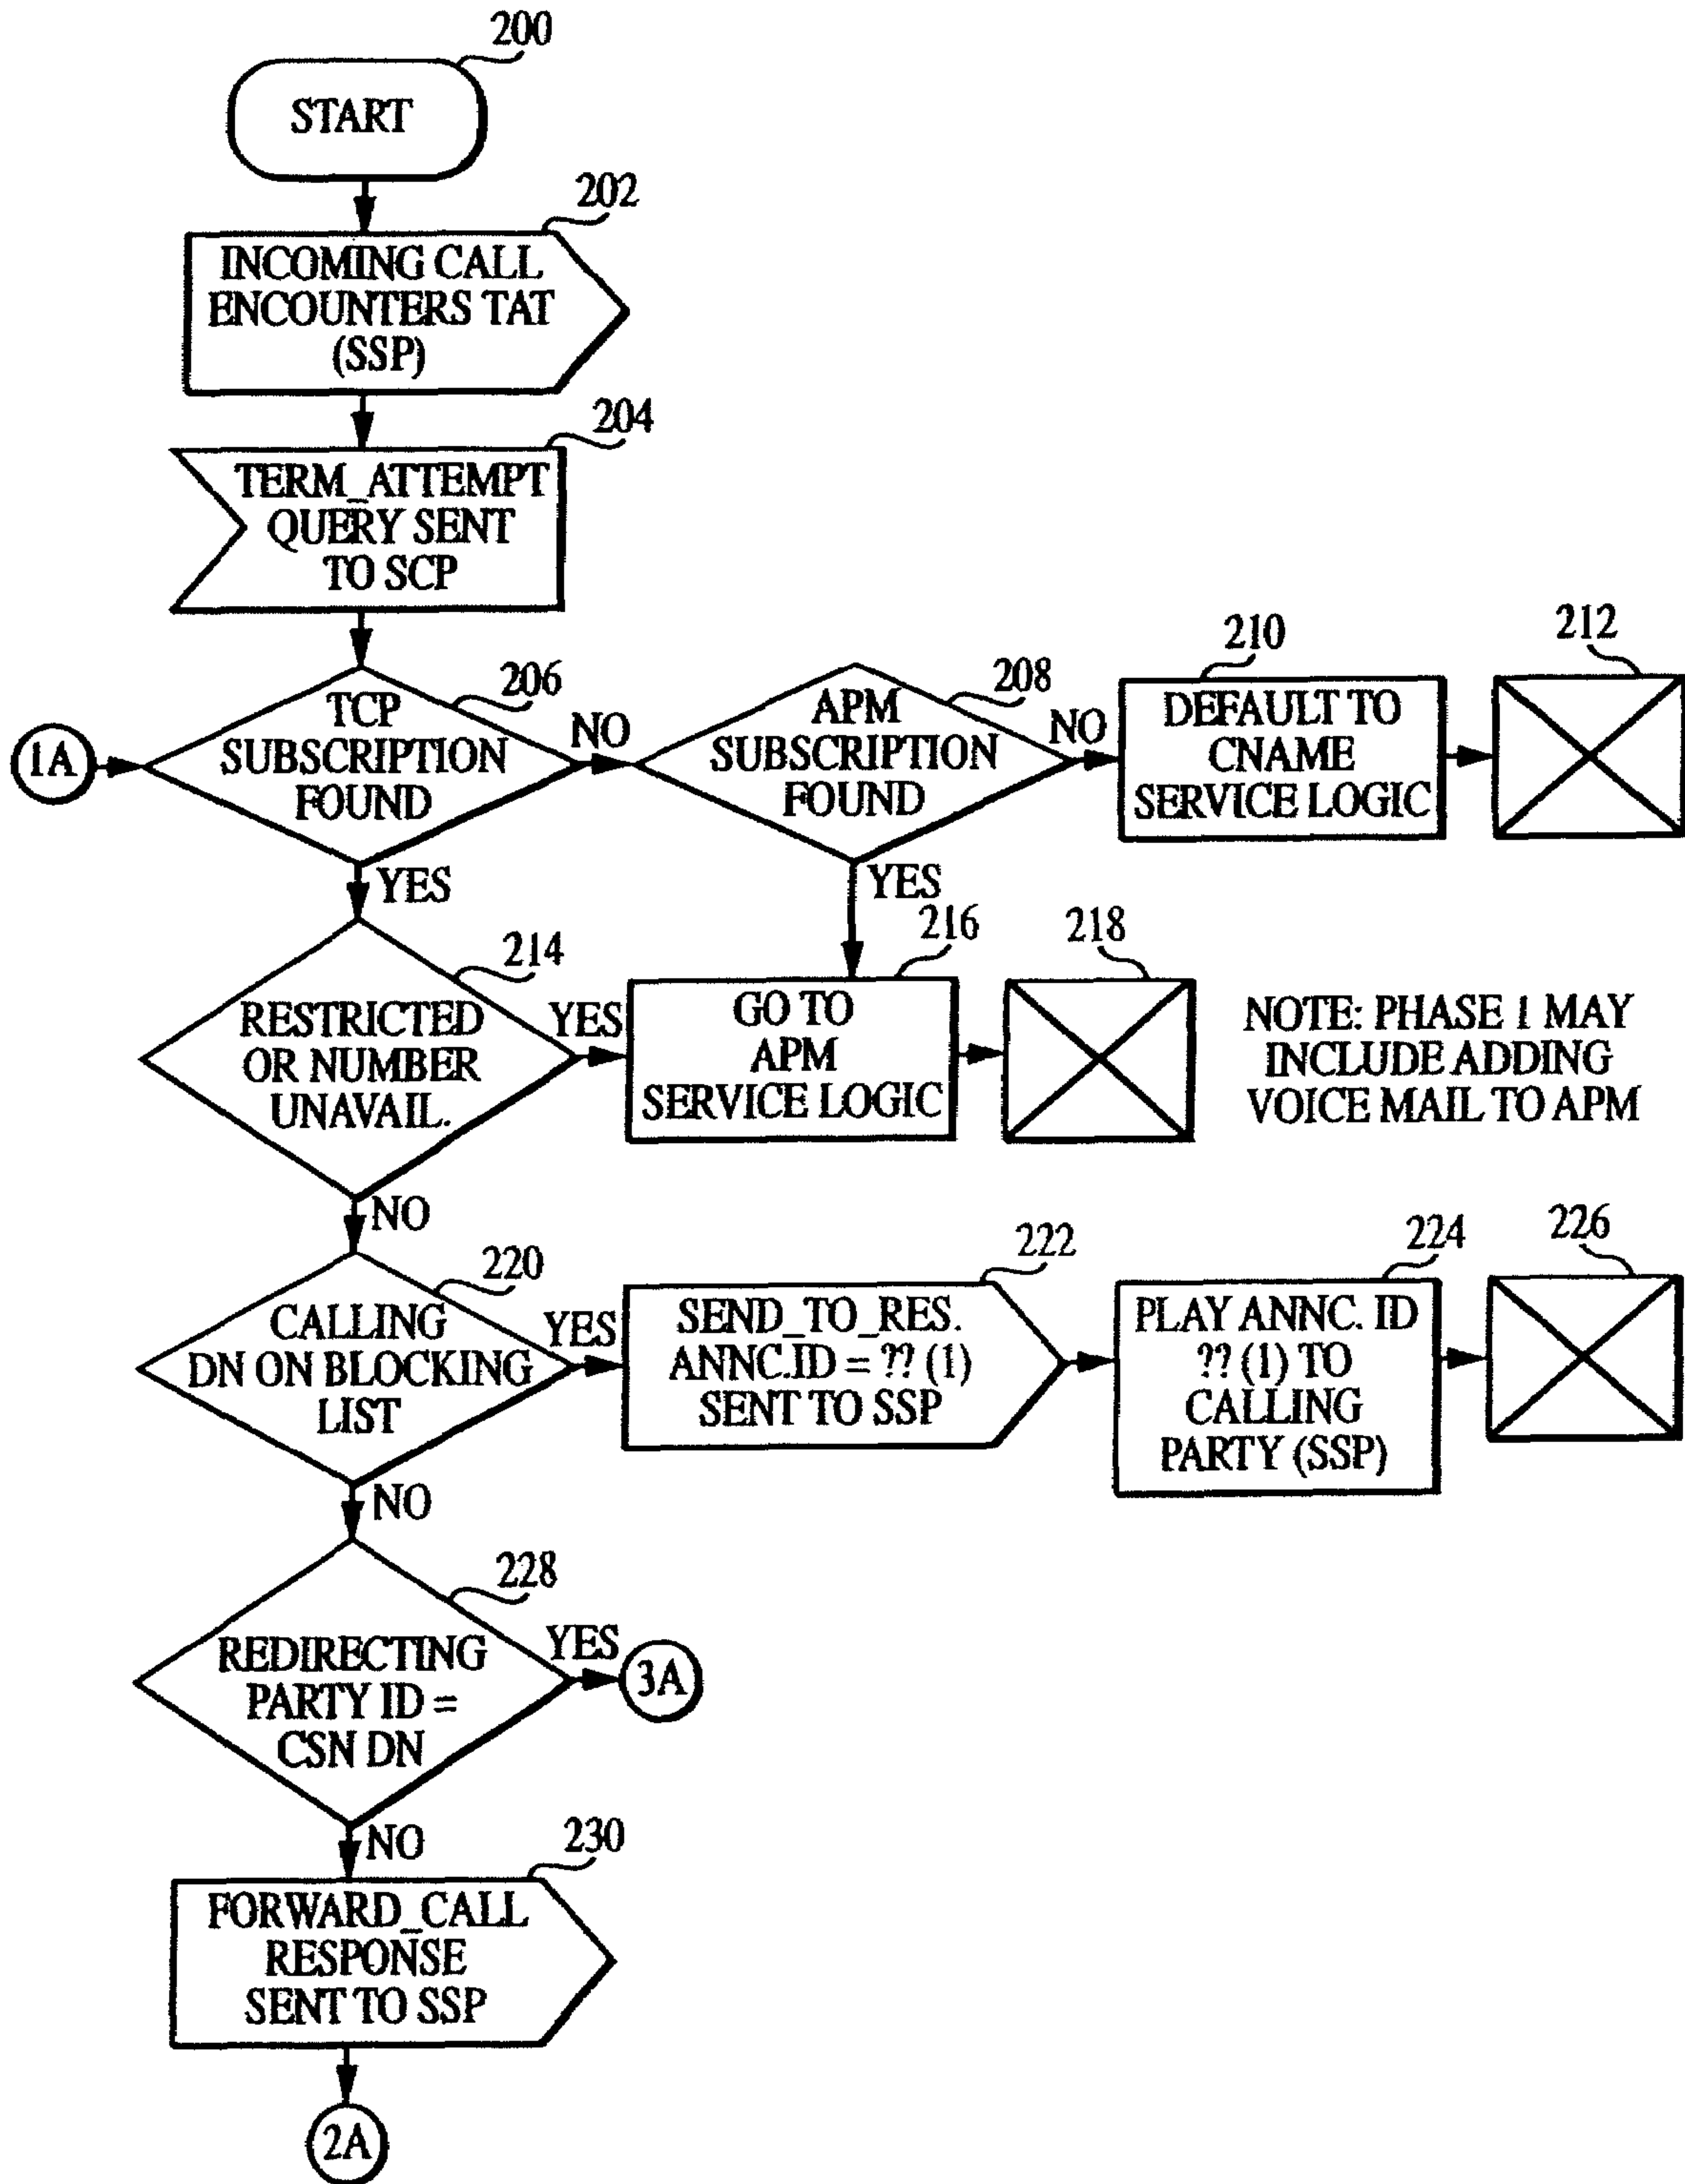 200
START
202
INCOMING CALL
ENCOUNTERS TAT
(SSP)
204
TERM_ATTEMPT
QUERY SENT
TO SCP
1A
206
TCP
SUBSCRIPTION
FOUND
NO
208
APM
SUBSCRIPTION
FOUND
NO
210
DEFAULT TO
CNAME
SERVICE LOGIC
212
YES
YES
214
RESTRICTED
OR NUMBER
UNAVAIL.
YES
216
GO TO
APM
SERVICE LOGIC
218
NOTE: PHASE 1 MAY
INCLUDE ADDING
VOICE MAIL TO APM
NO
220
CALLING
DN ON BLOCKING
LIST
YES
222
SEND_TO_RES.
ANNC.ID = ?? (1)
SENT TO SSP
224
PLAY ANNC. ID
?? (1) TO
CALLING
PARTY (SSP)
226
NO
228
REDIRECTING
PARTY ID =
CSN DN
YES
3A
NO
230
FORWARD_CALL
RESPONSE
SENT TO SSP
2A